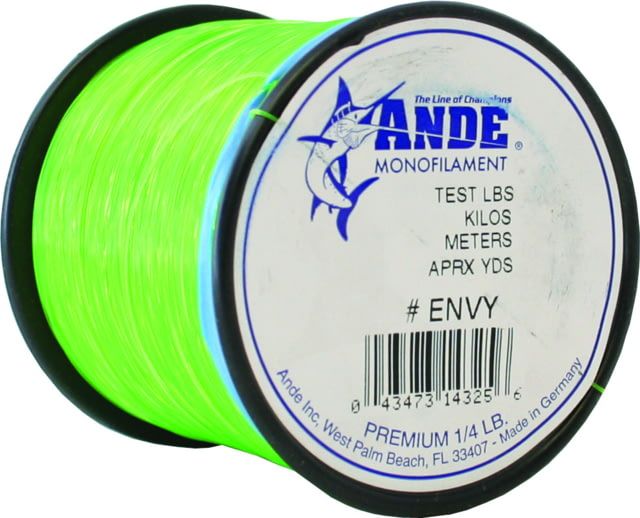 The Line of Champions
ANDE®
MONOFILAMENT
TEST LBS
KILOS
METERS
APRX YDS
# ENVY
0 43473 14325 6
PREMIUM 1/4 LB.
Ande Inc, West Palm Beach, FL 33407 - Made in Germany